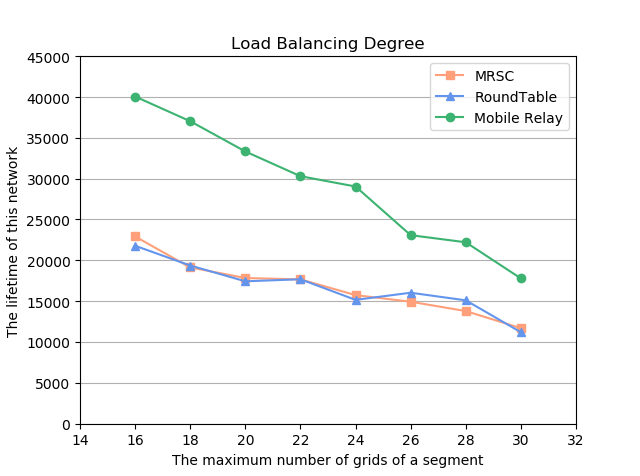 Load Balancing Degree
The lifetime of this network
45000
40000
35000
30000
25000
20000
15000
10000
5000
0
MRSC
RoundTable
Mobile Relay
14 16 18 20 22 24 26 28 30 32
The maximum number of grids of a segment